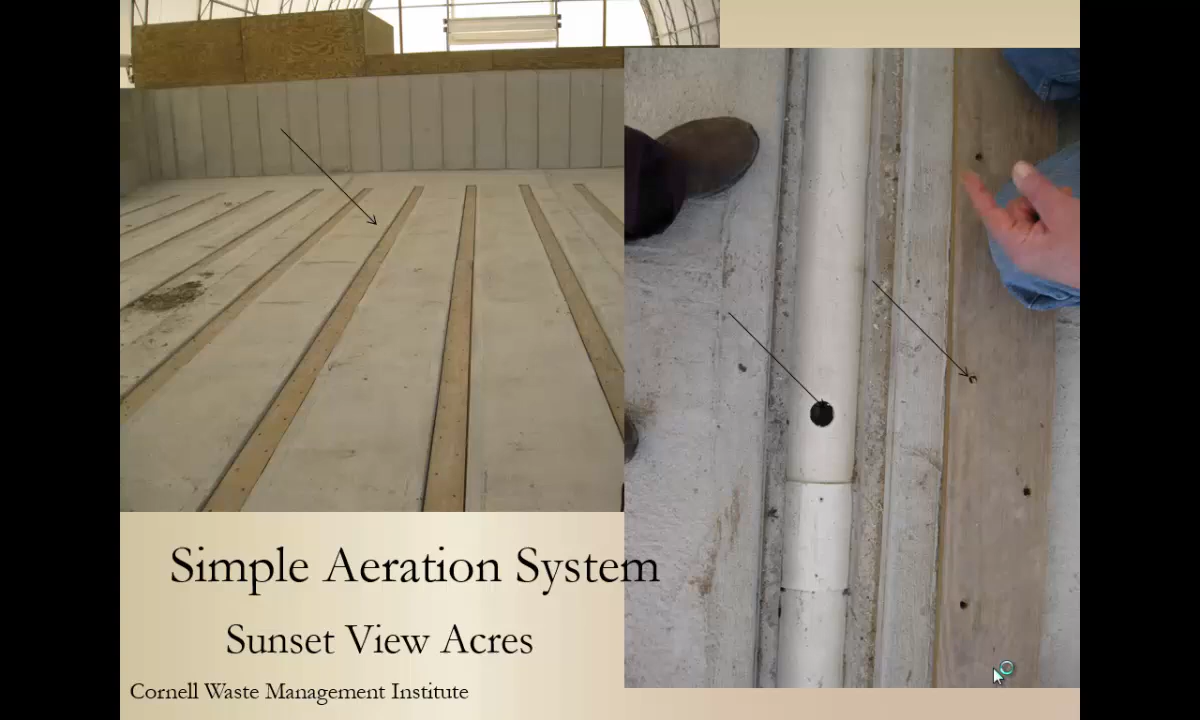 Simple Aeration System
Sunset View Acres
Cornell Waste Management Institute